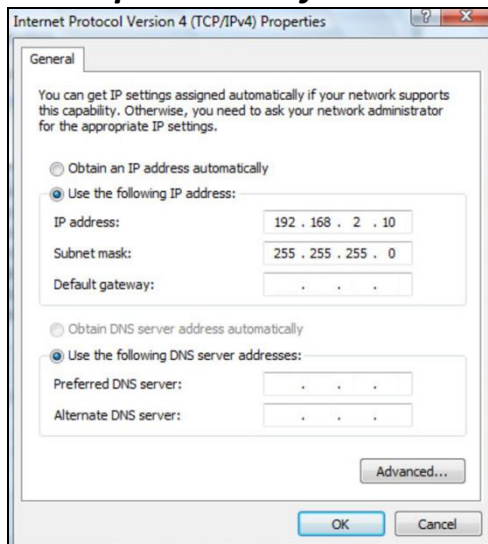 Internet Protocol Version 4 (TCP/IPv4) Properties
General
You can get IP settings assigned automatically if your network supports
this capability. Otherwise, you need to ask your network administrator
for the appropriate IP settings.
Obtain an IP address automatically
Use the following IP address:
IP address: 192 . 168 . 2 . 10
Subnet mask: 255 . 255 . 255 . 0
Default gateway: . . .
Obtain DNS server address automatically
Use the following DNS server addresses:
Preferred DNS server: . . .
Alternate DNS server: . . .
Advanced...
OK Cancel